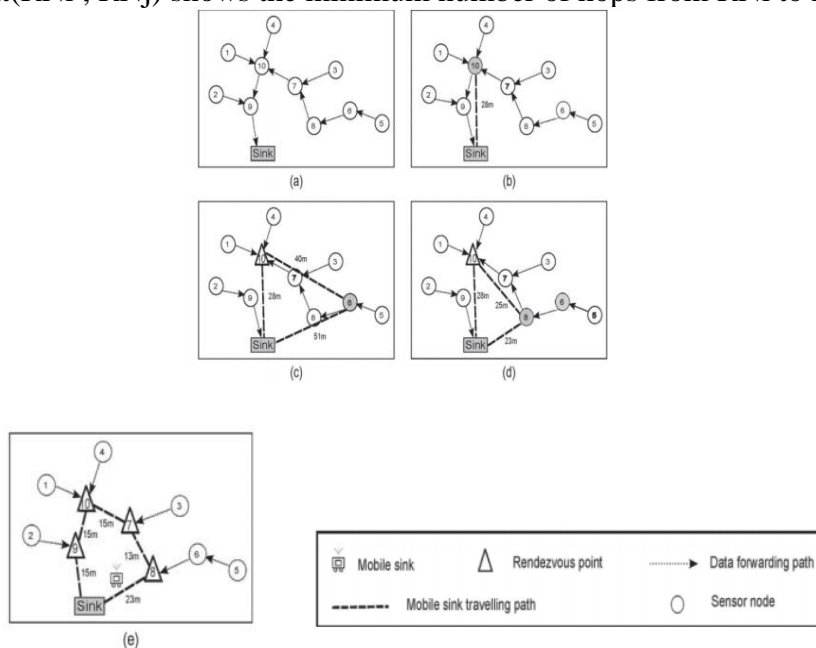 shows the minimum number of hops from
4
1
10
3
7
2
9
6
8
5
Sink
(a)
4
1
10
3
7
2
9
28m
6
8
5
Sink
(b)
4
1
10
40m
3
7
2
9
28m
6
8
5
51m
Sink
(c)
4
1
10
3
7
2
9
28m
25m
6
8
5
23m
Sink
(d)
4
1
10
15m
3
7
2
15m
9
13m
6
8
5
15m
23m
Sink
(e)
Mobile sink
Rendezvous point
Data forwarding path
Mobile sink travelling path
Sensor node